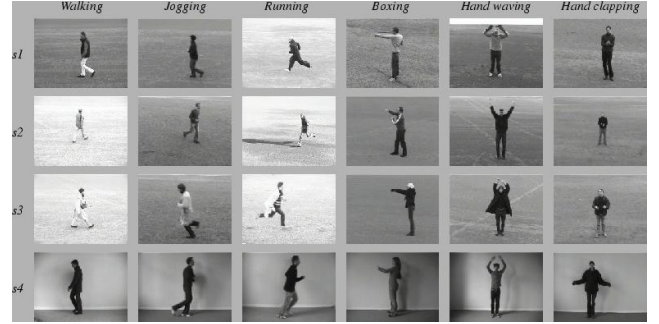 Walking Jogging Running Boxing Hand waving Hand clapping
s1
s2
s3
s4